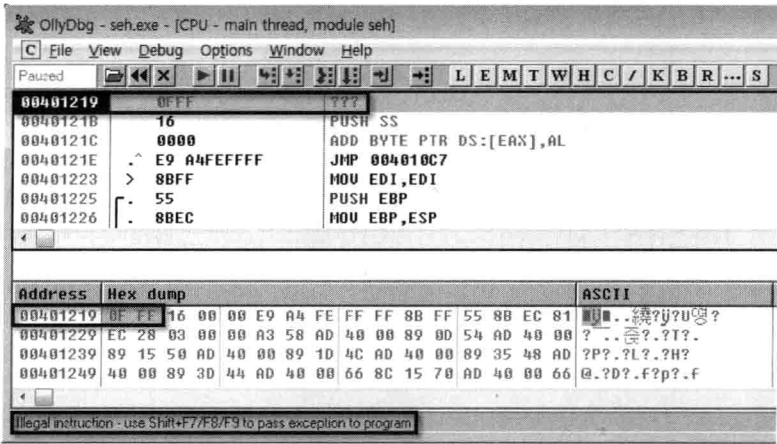 OllyDbg - seh.exe - [CPU - main thread, module seh]
C File View Debug Options Window Help
Paused L E M T W H C / K B R ... S
00401219 0FFF ???
0040121B 16 PUSH SS
0040121C 0000 ADD BYTE PTR DS:[EAX],AL
0040121E .^ E9 A4FEFFFF JMP 004010C7
00401223 > 8BFF MOV EDI,EDI
00401225 . 55 PUSH EBP
00401226 . 8BEC MOV EBP,ESP
Address Hex dump ASCII
00401219 0F FF 16 00 00 E9 A4 FE FF FF 8B FF 55 8B EC 81
00401229 EC 28 03 00 00 A3 58 AD 40 00 89 0D 54 AD 40 00 ?.?T?.
00401239 89 15 50 AD 40 00 89 1D 4C AD 40 00 89 35 48 AD ?P?.?L?.?H?
00401249 40 00 89 3D 44 AD 40 00 66 8C 15 70 AD 40 00 66 @.?D?.f?p?.f
Illegal instruction - use Shift+F7/F8/F9 to pass exception to program